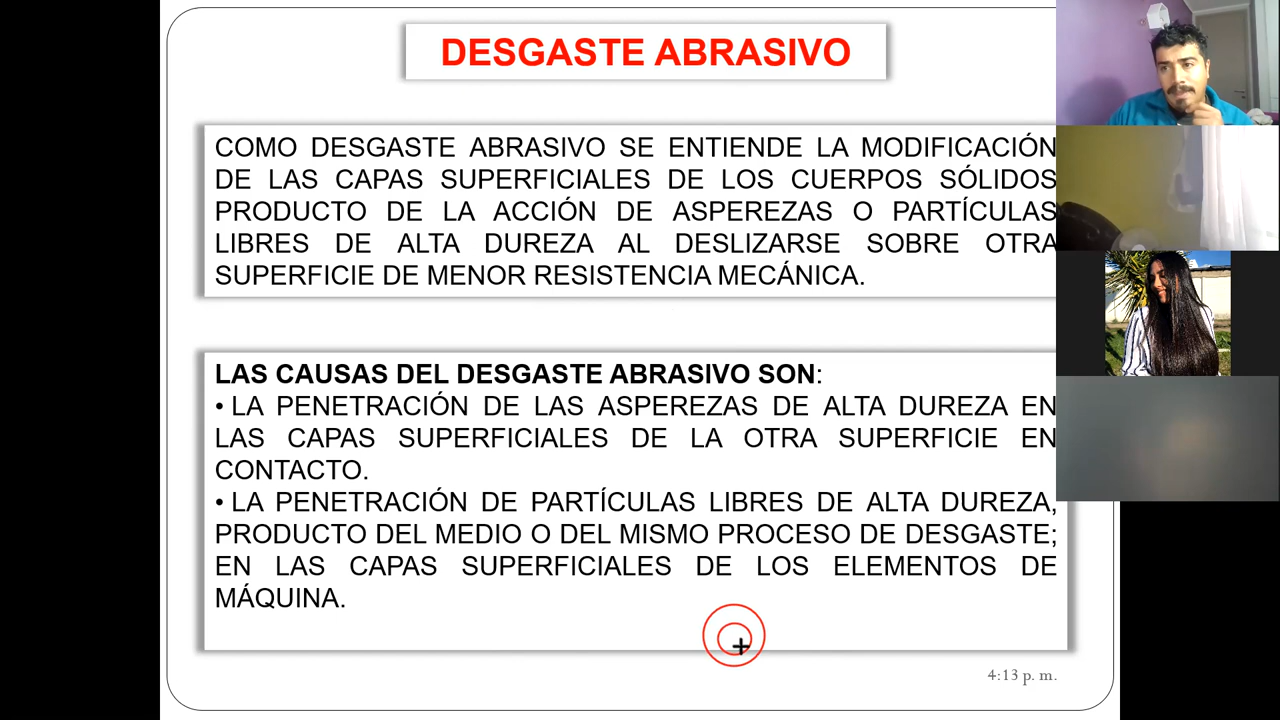 DESGASTE ABRASIVO
COMO DESGASTE ABRASIVO SE ENTIENDE LA MODIFICACIÓN
DE LAS CAPAS SUPERFICIALES DE LOS CUERPOS SÓLIDOS
PRODUCTO DE LA ACCIÓN DE ASPEREZAS O PARTÍCULAS
LIBRES DE ALTA DUREZA AL DESLIZARSE SOBRE OTRA
SUPERFICIE DE MENOR RESISTENCIA MECÁNICA.
LAS CAUSAS DEL DESGASTE ABRASIVO SON:
• LA PENETRACIÓN DE LAS ASPEREZAS DE ALTA DUREZA EN
LAS CAPAS SUPERFICIALES DE LA OTRA SUPERFICIE EN
CONTACTO.
• LA PENETRACIÓN DE PARTÍCULAS LIBRES DE ALTA DUREZA,
PRODUCTO DEL MEDIO O DEL MISMO PROCESO DE DESGASTE;
EN LAS CAPAS SUPERFICIALES DE LOS ELEMENTOS DE
MÁQUINA.
4:13 p. m.